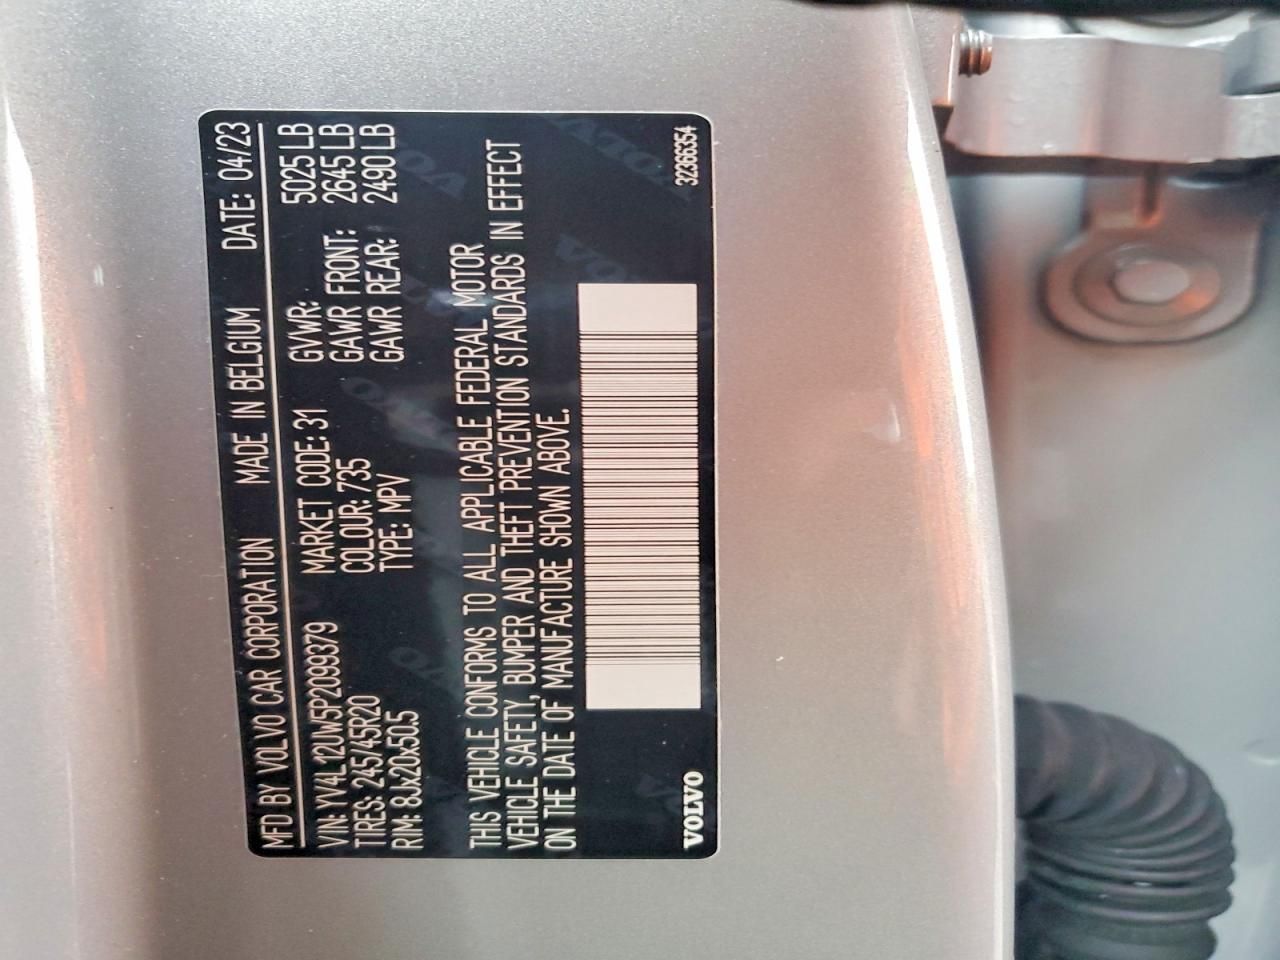 MFD BY VOLVO CAR CORPORATION MADE IN BELGIUM DATE: 04/23
VIN: YV4L12UW5P2099379 MARKET CODE: 31 GVWR: 5025 LB
TIRES: 245/45R20 COLOUR: 735 GAWR FRONT: 2645 LB
RIM: 8Jx20x50.5 TYPE: MPV GAWR REAR: 2490 LB
THIS VEHICLE CONFORMS TO ALL APPLICABLE FEDERAL MOTOR
VEHICLE SAFETY, BUMPER AND THEFT PREVENTION STANDARDS IN EFFECT
ON THE DATE OF MANUFACTURE SHOWN ABOVE.
VOLVO 32366354